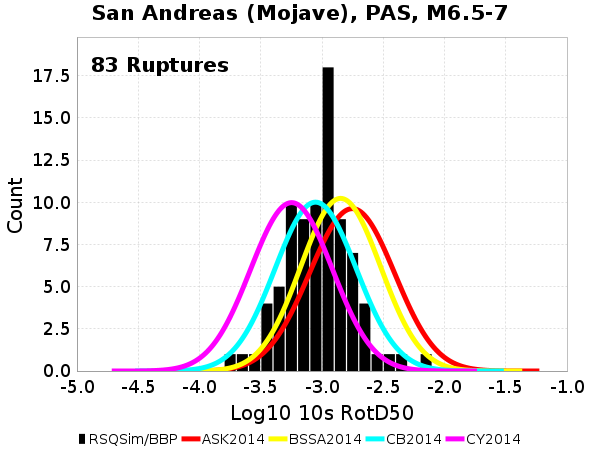 San Andreas (Mojave), PAS, M6.5-7
83 Ruptures
17.5
15.0
12.5
10.0
7.5
5.0
2.5
0.0
Count
-5.0 -4.5 -4.0 -3.5 -3.0 -2.5 -2.0 -1.5 -1.0
Log10 10s RotD50
RSQSim/BBP ASK2014 BSSA2014 CB2014 CY2014